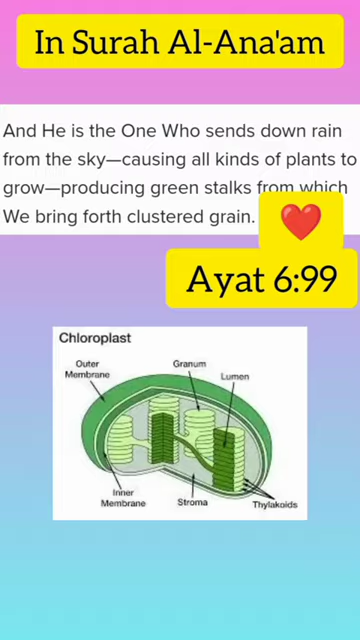 In Surah Al-Ana'am
And He is the One Who sends down rain
from the sky—causing all kinds of plants to
grow—producing green stalks from which
We bring forth clustered grain.
Ayat 6:99
Chloroplast
Outer
Membrane
Granum
Lumen
Inner
Membrane
Stroma
Thylakoids